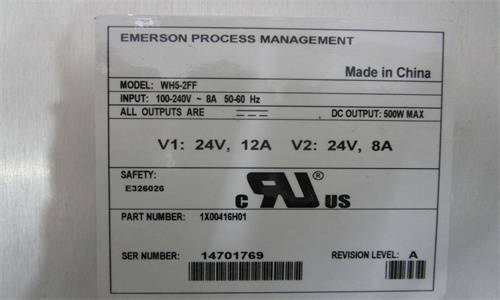 EMERSON PROCESS MANAGEMENT
Made in China
MODEL: WH5-2FF
INPUT: 100-240V ~ 8A 50-60 Hz
ALL OUTPUTS ARE ⎓ DC OUTPUT: 500W MAX
V1: 24V, 12A V2: 24V, 8A
SAFETY:
E326026
c RU US
PART NUMBER: 1X00416H01
SER NUMBER: 14701769 REVISION LEVEL: A